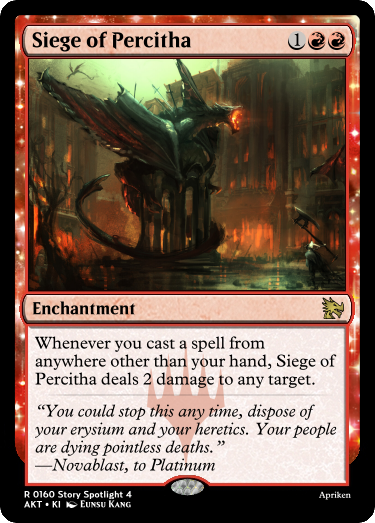 Siege of Percitha 1
Enchantment
Whenever you cast a spell from
anywhere other than your hand, Siege of
Percitha deals 2 damage to any target.
“You could stop this any time, dispose of
your erysium and your heretics. Your people
are dying pointless deaths.”
—Novablast, to Platinum
R 0160 Story Spotlight 4
AKT • KI Eunsu Kang
Apriken